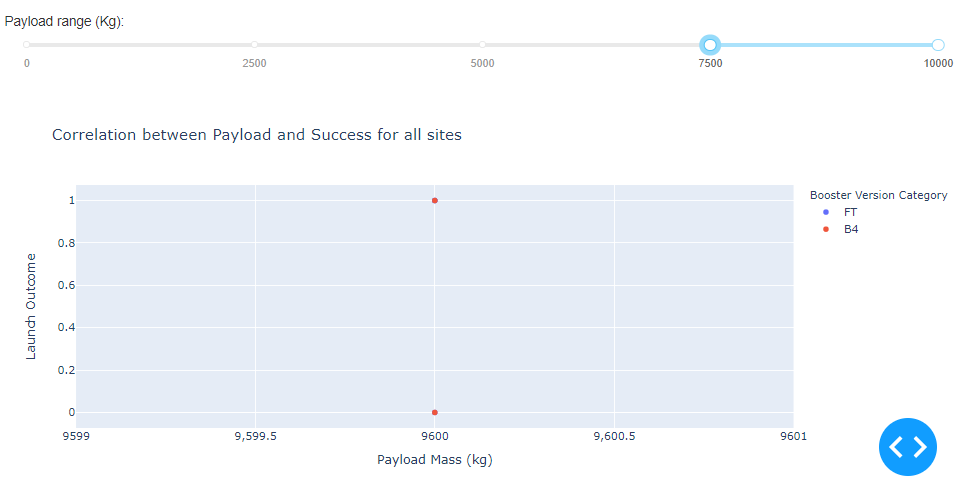 Payload range (Kg):
0 2500 5000 7500 10000
Correlation between Payload and Success for all sites
Booster Version Category
FT
B4
Launch Outcome
1
0.8
0.6
0.4
0.2
0
9599 9,599.5 9600 9,600.5 9601
Payload Mass (kg)